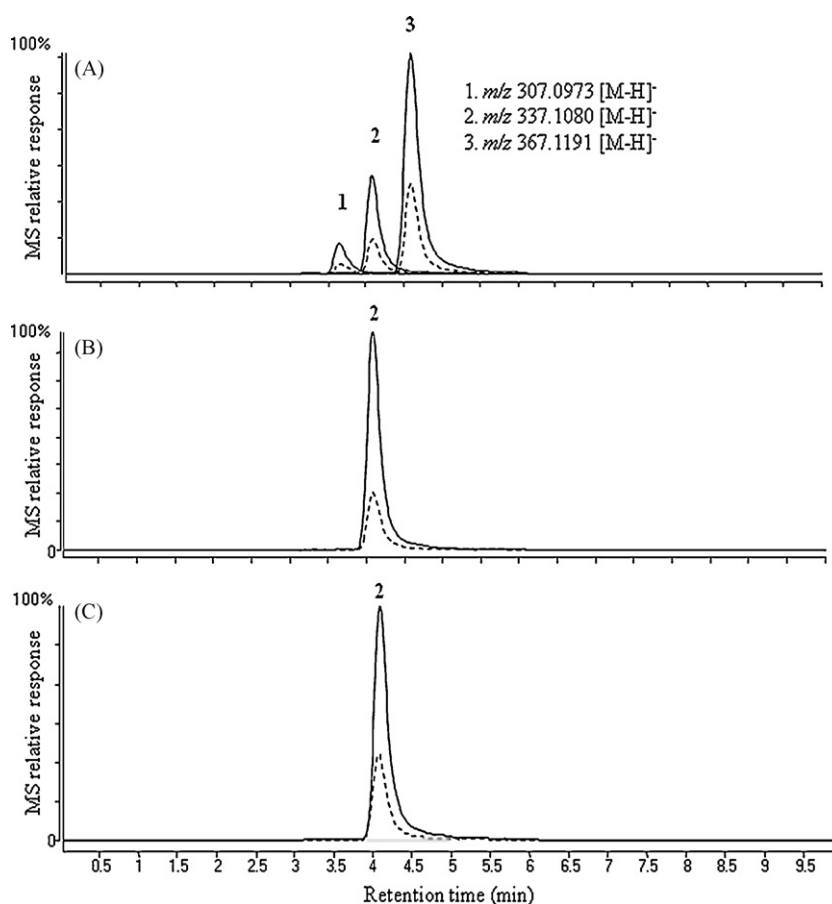 3
100%
(A)
MS relative response
2
1
1. m/z 307.0973 [M-H]-
2. m/z 337.1080 [M-H]-
3. m/z 367.1191 [M-H]-
2
100%
(B)
MS relative response
0
2
100%
(C)
MS relative response
0
0.5 1 1.5 2 2.5 3 3.5 4 4.5 5 5.5 6 6.5 7 7.5 8 8.5 9 9.5
Retention time (min)